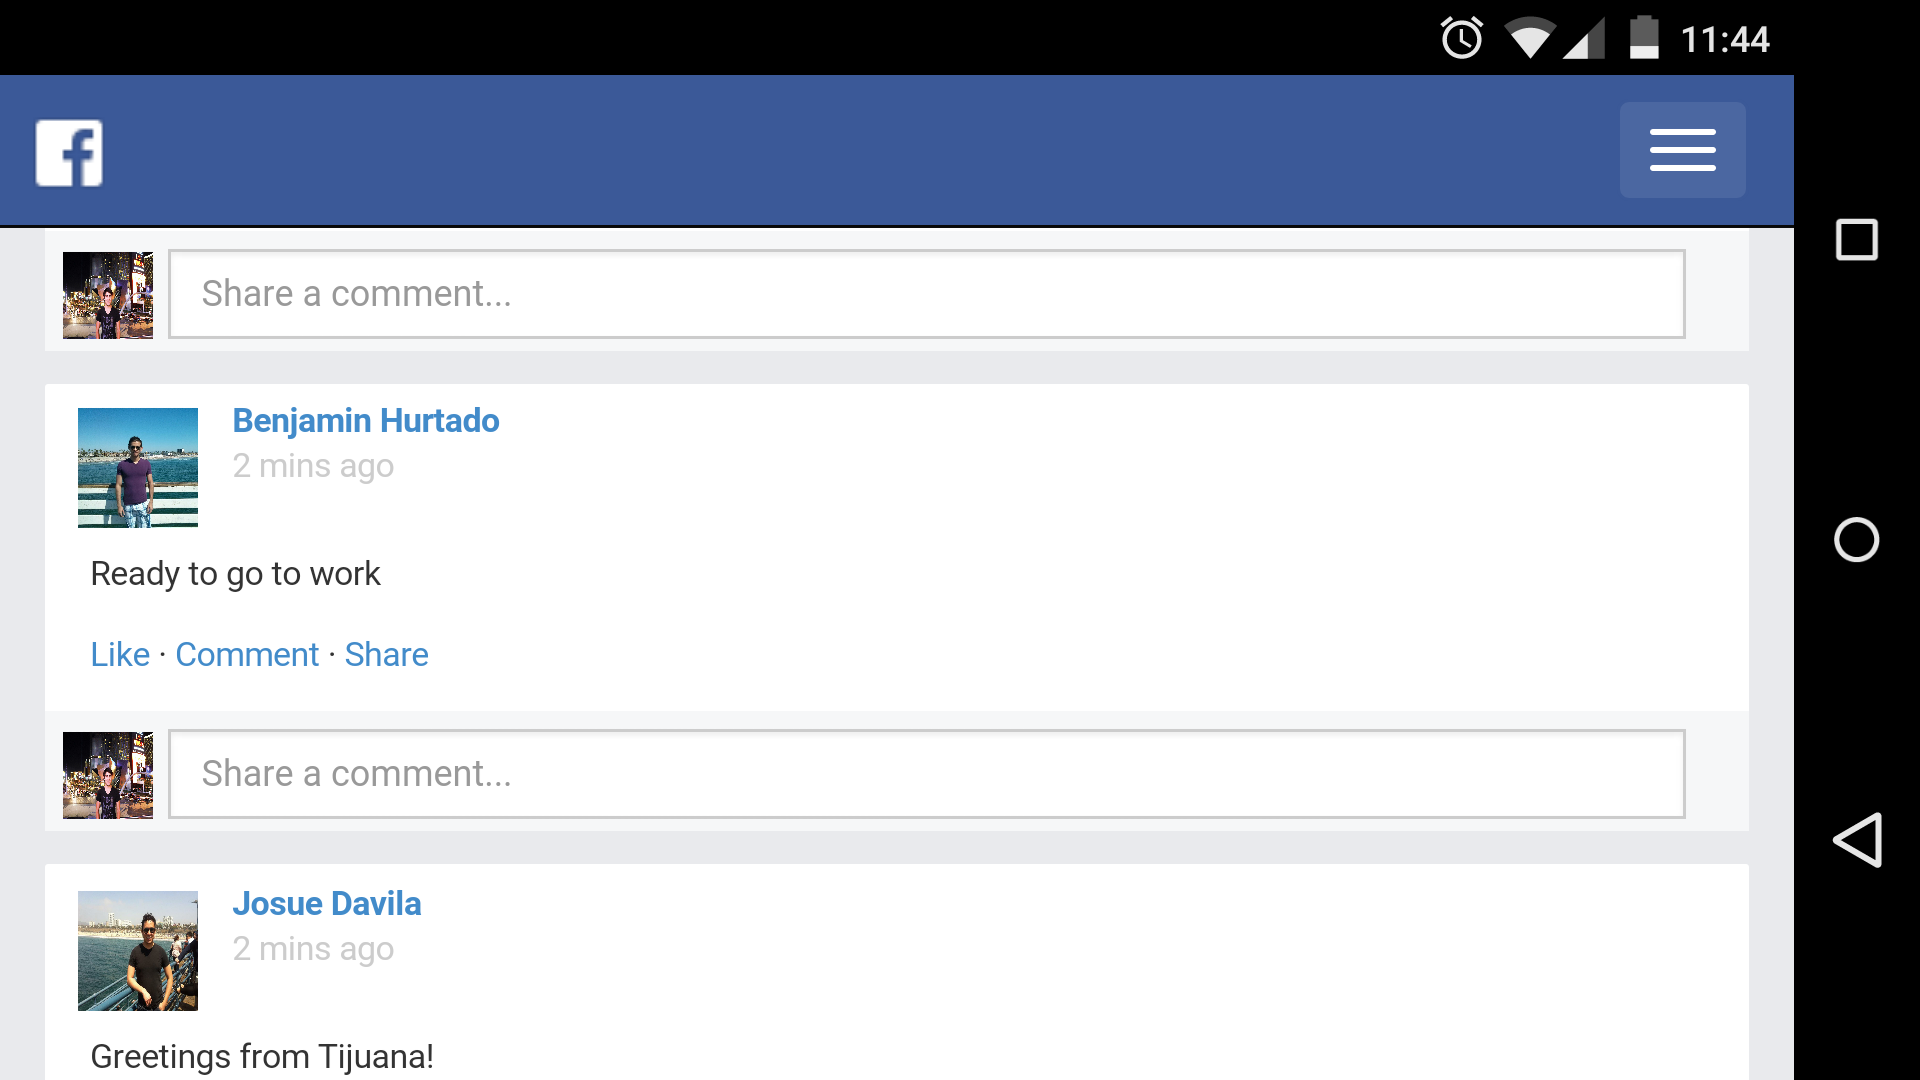 11:44
f
Share a comment...
Benjamin Hurtado
2 mins ago
Ready to go to work
Like · Comment · Share
Share a comment...
Josue Davila
2 mins ago
Greetings from Tijuana!